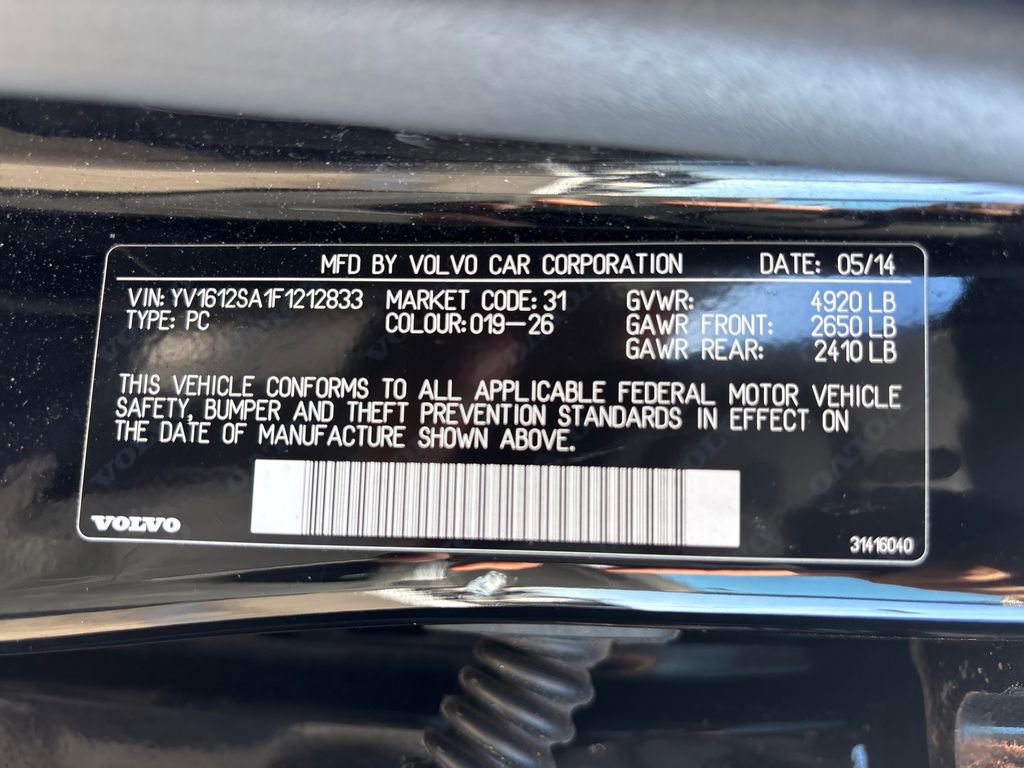 MFD BY VOLVO CAR CORPORATION DATE: 05/14
VIN: YV1612SA1F1212833 MARKET CODE: 31 GVWR: 4920 LB
TYPE: PC COLOUR: 019-26 GAWR FRONT: 2650 LB
GAWR REAR: 2410 LB
THIS VEHICLE CONFORMS TO ALL APPLICABLE FEDERAL MOTOR VEHICLE
SAFETY, BUMPER AND THEFT PREVENTION STANDARDS IN EFFECT ON
THE DATE OF MANUFACTURE SHOWN ABOVE.
VOLVO
31416040